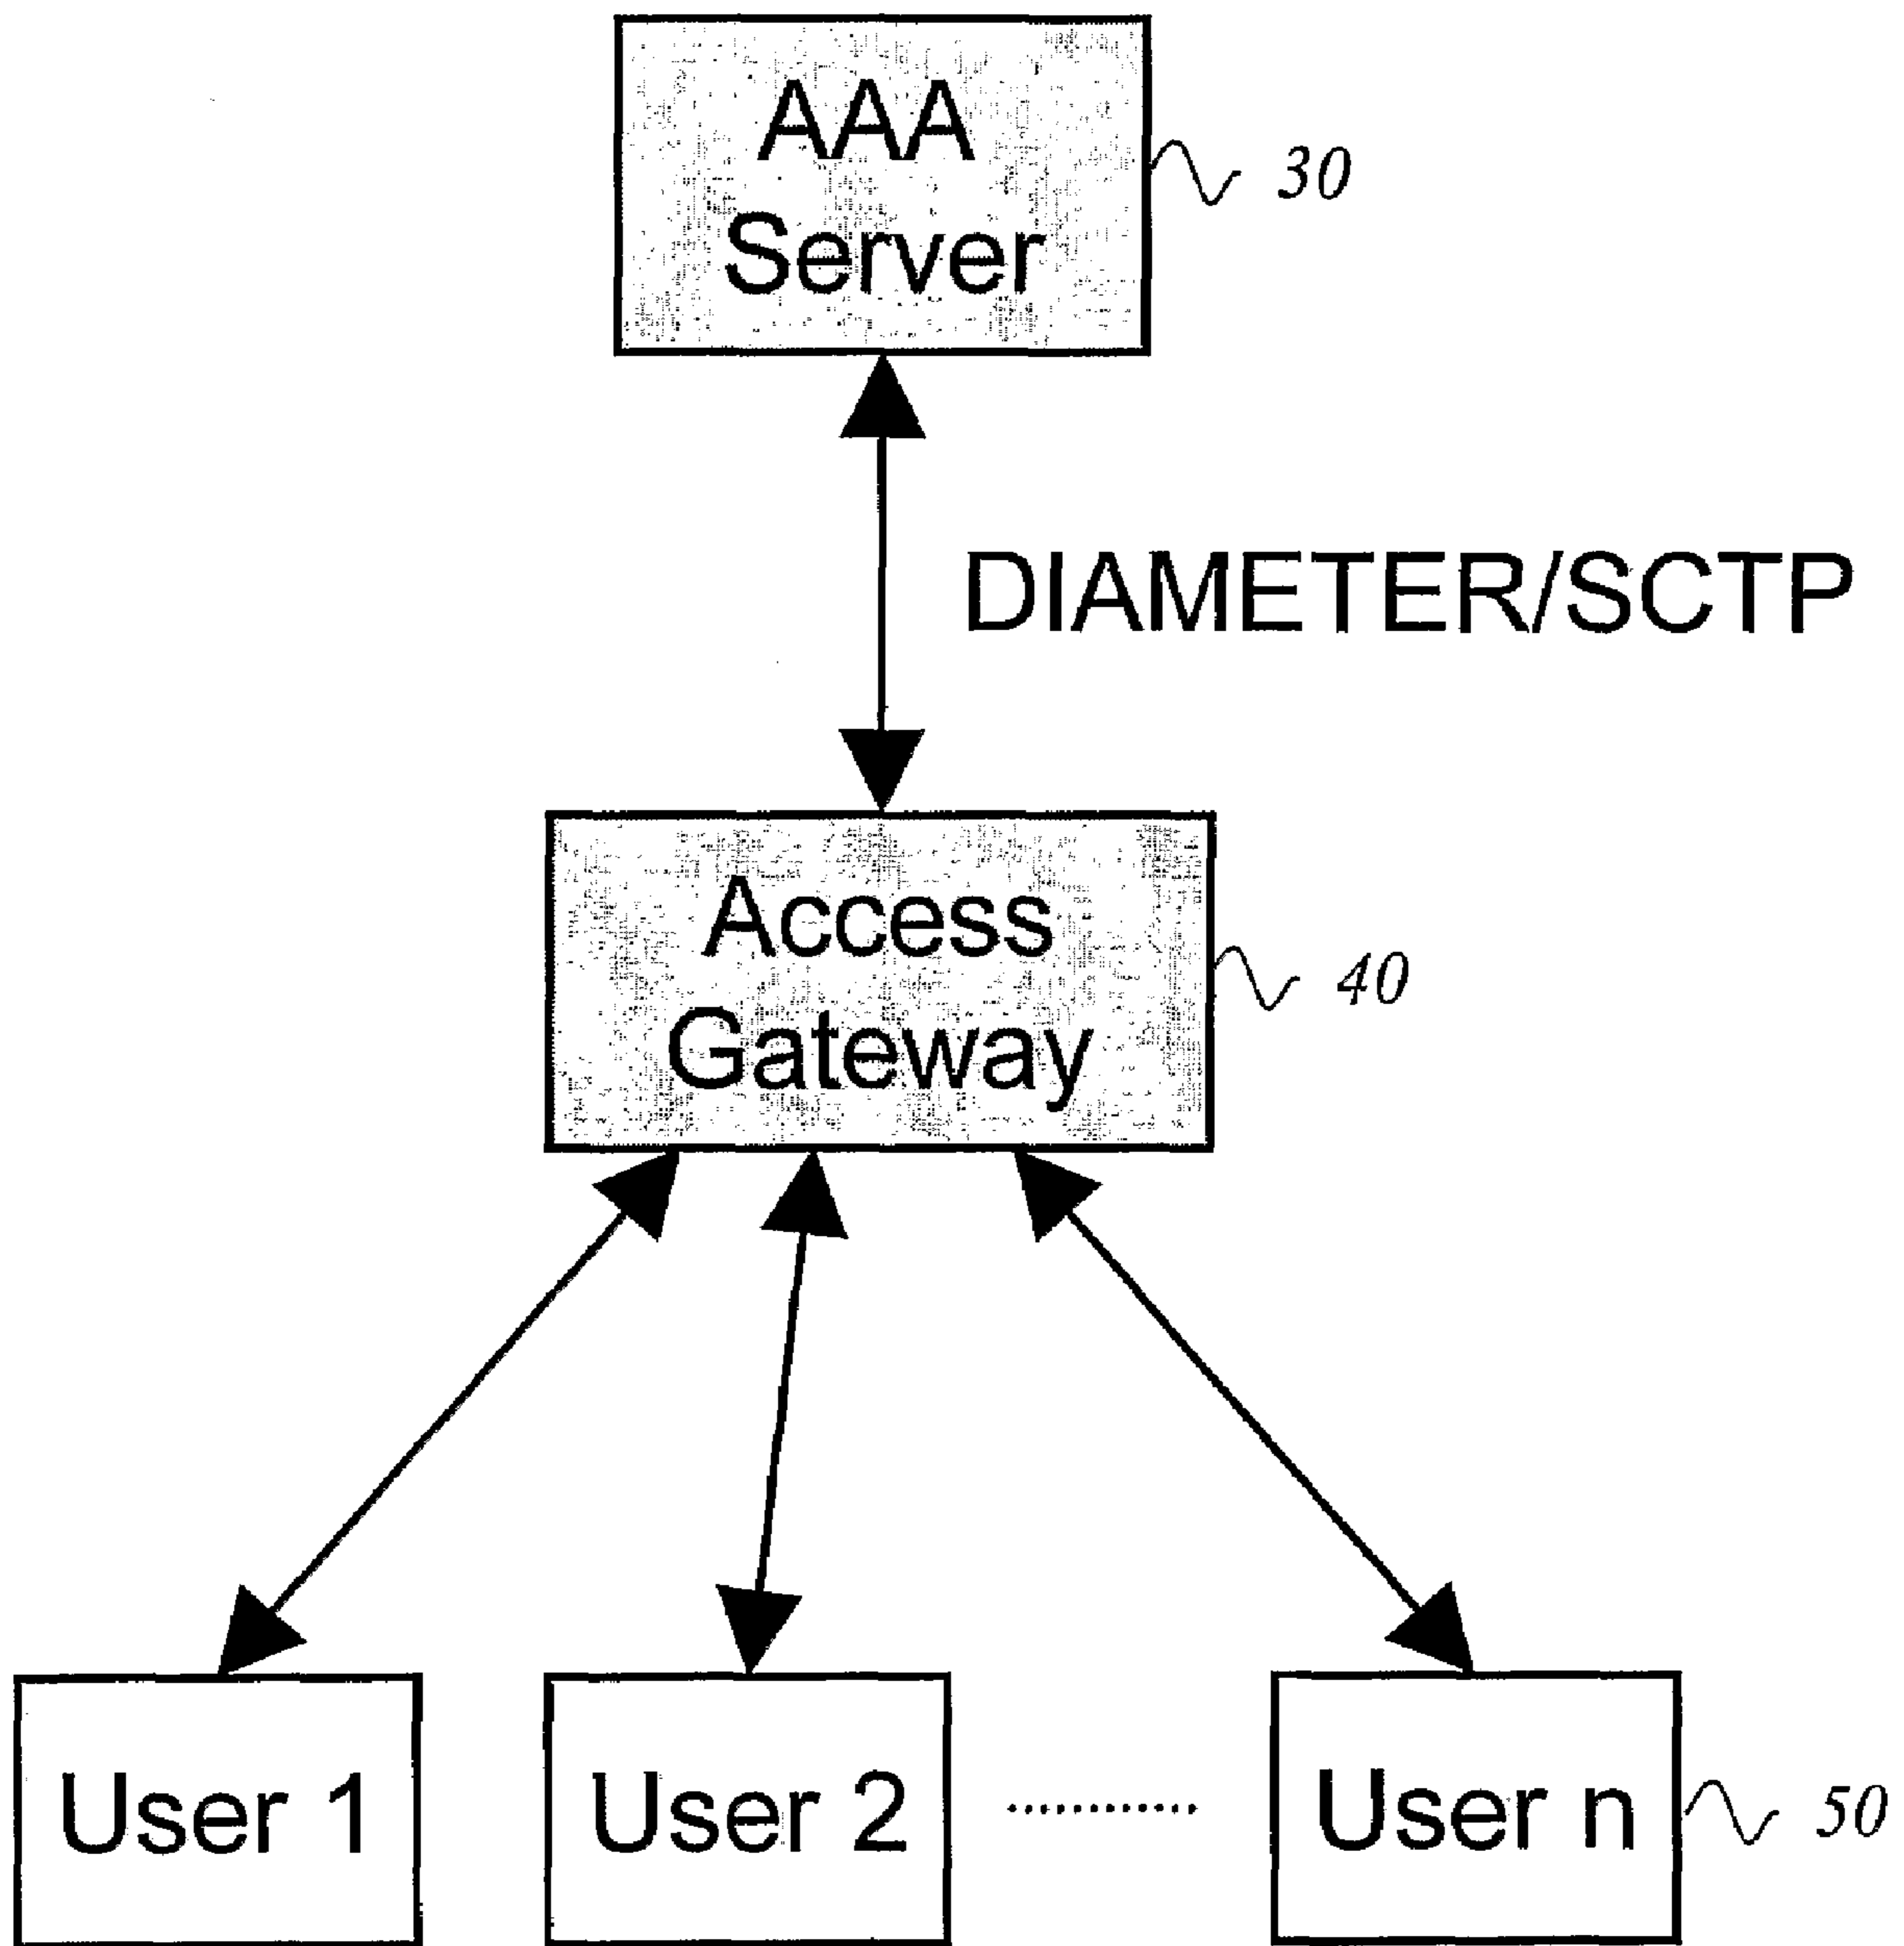 AAA
Server
30
DIAMETER/SCTP
Access
Gateway
40
User 1
User 2
User n
50